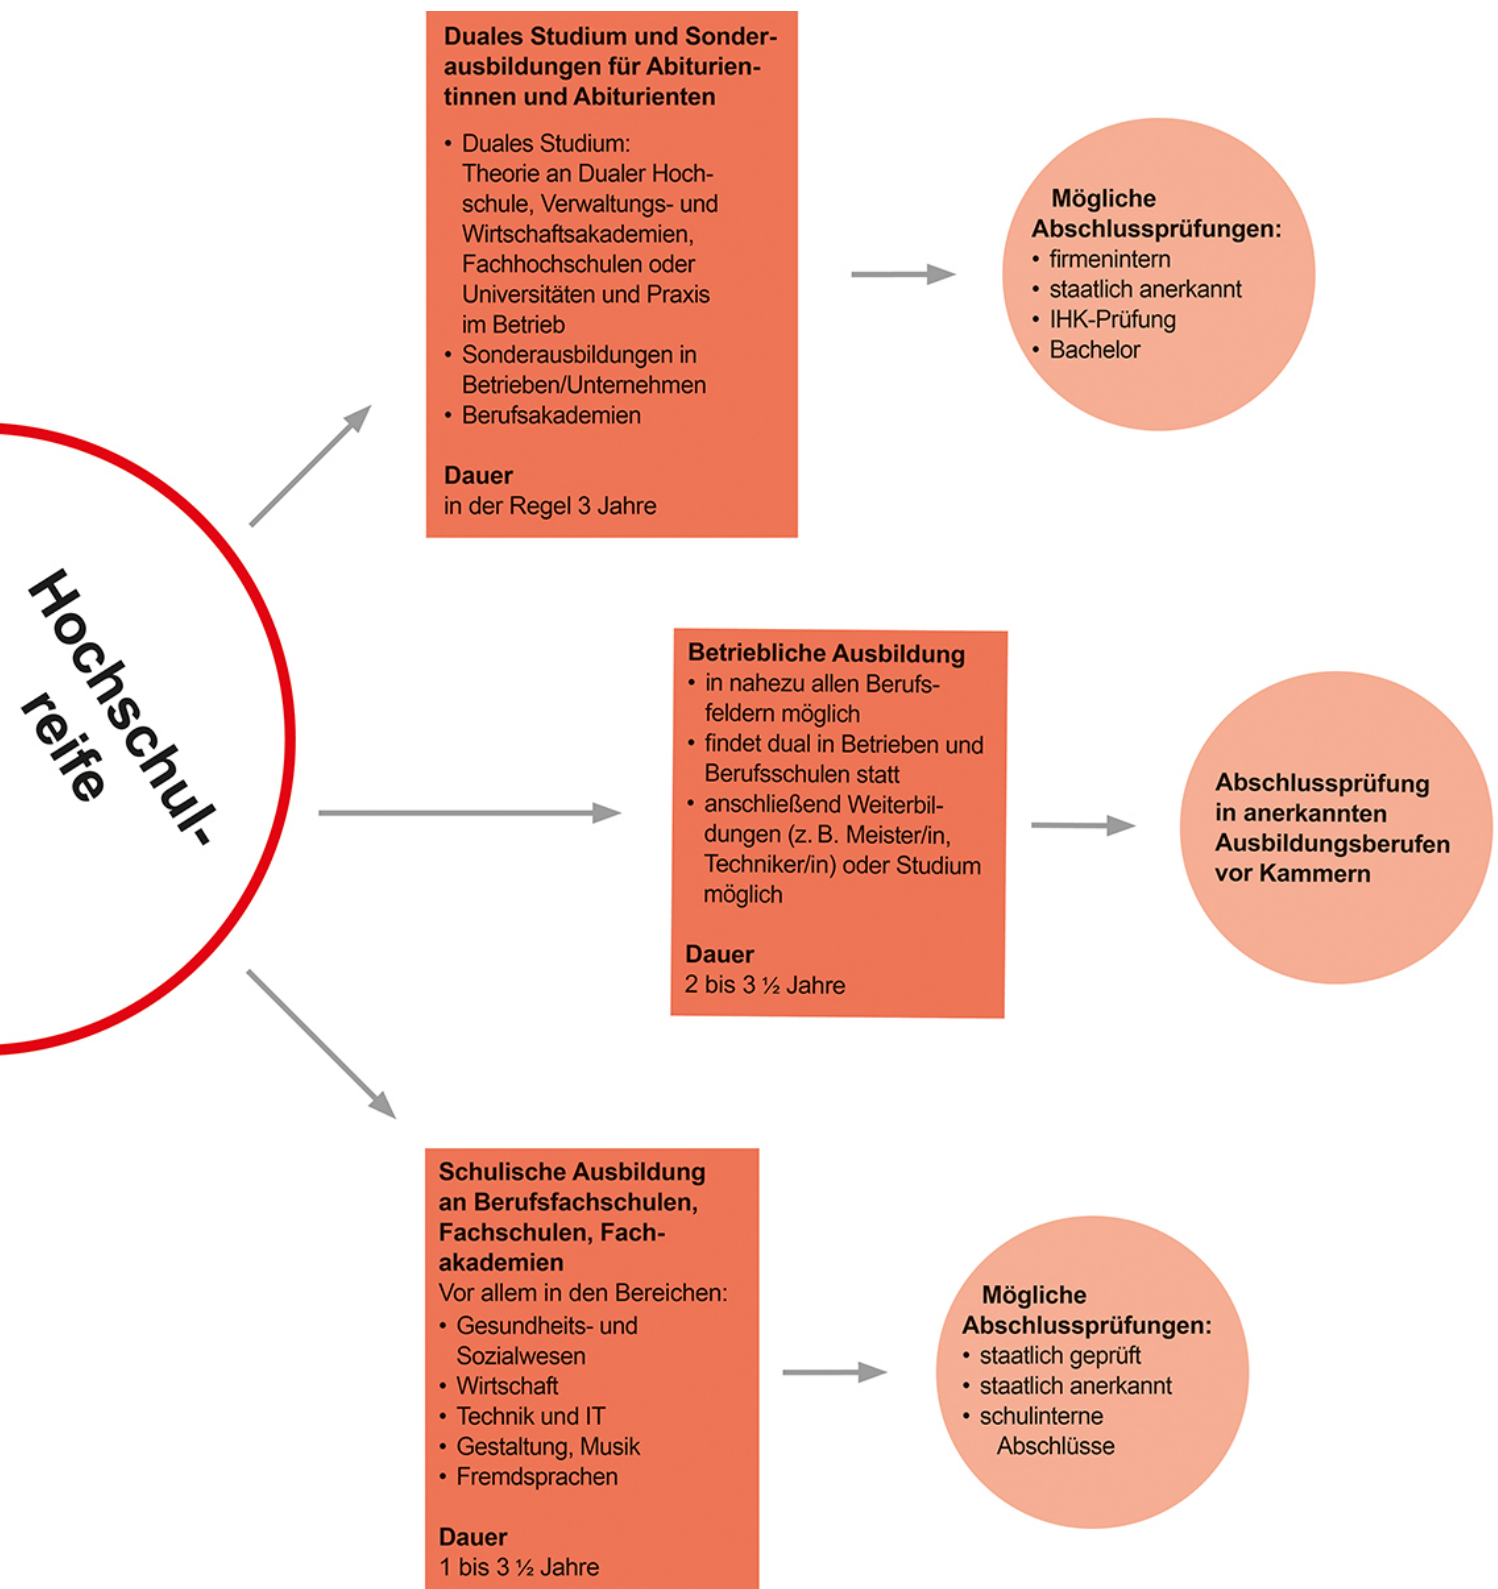 Duales Studium und Sonder-
ausbildungen für Abiturien-
tinnen und Abiturienten
• Duales Studium:
Theorie an Dualer Hoch-
schule, Verwaltungs- und
Wirtschaftsakademien,
Fachhochschulen oder
Universitäten und Praxis
im Betrieb
• Sonderausbildungen in
Betrieben/Unternehmen
• Berufsakademien
Dauer
in der Regel 3 Jahre
Mögliche
Abschlussprüfungen:
• firmenintern
• staatlich anerkannt
• IHK-Prüfung
• Bachelor
Hochschul-
reife
Betriebliche Ausbildung
• in nahezu allen Berufs-
feldern möglich
• findet dual in Betrieben und
Berufsschulen statt
• anschließend Weiterbil-
dungen (z. B. Meister/in,
Techniker/in) oder Studium
möglich
Dauer
2 bis 3 ½ Jahre
Abschlussprüfung
in anerkannten
Ausbildungsberufen
vor Kammern
Schulische Ausbildung
an Berufsfachschulen,
Fachschulen, Fach-
akademien
Vor allem in den Bereichen:
• Gesundheits- und
Sozialwesen
• Wirtschaft
• Technik und IT
• Gestaltung, Musik
• Fremdsprachen
Dauer
1 bis 3 ½ Jahre
Mögliche
Abschlussprüfungen:
• staatlich geprüft
• staatlich anerkannt
• schulinterne
Abschlüsse